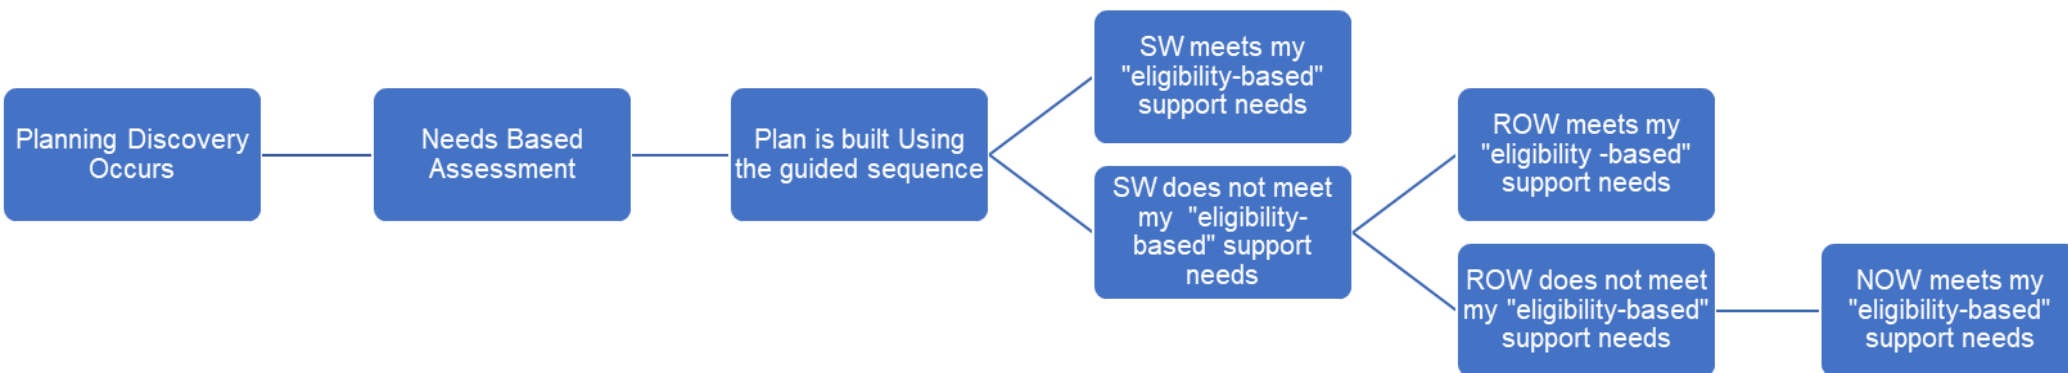 Planning Discovery
Occurs
Needs Based
Assessment
Plan is built Using
the guided sequence
SW meets my
"eligibility-based"
support needs
SW does not meet
my "eligibility-
based" support
needs
ROW meets my
"eligibility -based"
support needs
ROW does not meet
my "eligibility-based"
support needs
NOW meets my
"eligibility-based"
support needs